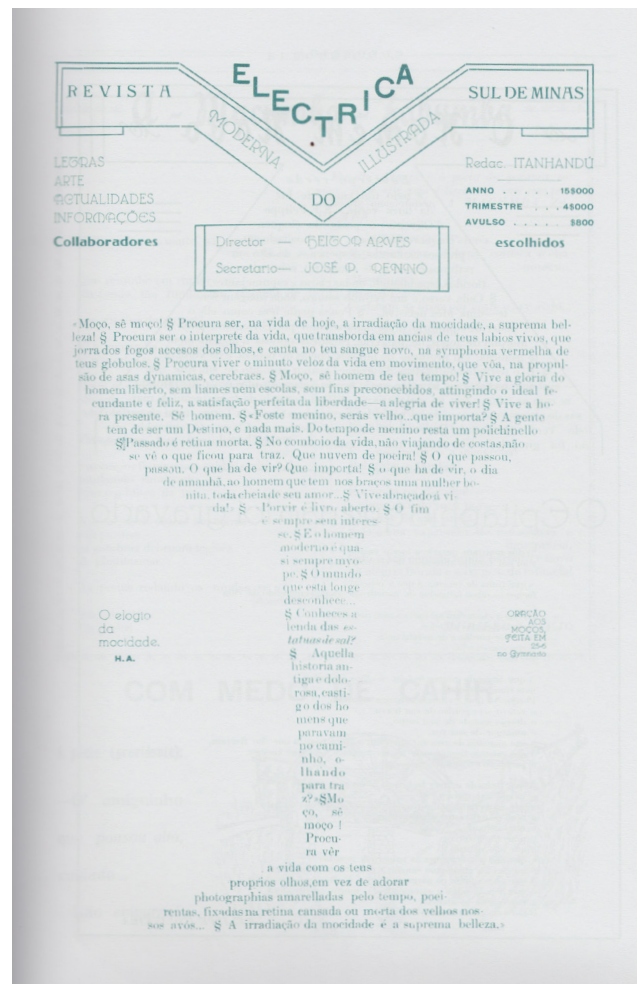 REVISTA
ELECTRICA
SUL DE MINAS
MODERNA
ILLUSTRADA
DO
LEGRAS
ARTE
ACTUALIDADES
INFORMAÇÕES
Collaboradores
Redac. ITANHANDÚ
ANNO . . . . . 15$000
TRIMESTRE . . . 4$000
AVULSO . . . . . $800
escolhidos
Director — HEITOR ALVES
Secretario— JOSÉ P. RENNO
«Moço, sê moço! § Procura ser, na vida de hoje, a irradiação da mocidade, a suprema bel-
leza! § Procura ser o interprete da vida, que transborda em ancias de teus labios vivos, que
jorra dos fogos accesos dos olhos, e canta no teu sangue novo, na symphonia vermelha de
teus globulos. § Procura viver o minuto veloz da vida em movimento, que vôa, na propul-
são de asas dynamicas, cerebraes. § Moço, sê homem de teu tempo! § Vive a gloria do
homem liberto, sem liames nem escolas, sem fins preconcebidos, attingindo o ideal fe-
cundante e feliz, a satisfação perfeita da liberdade—a alegria de viver! § Vive a ho-
ra presente. Sê homem. § «Foste menino, serás velho ...que importa? § A gente
tem de ser um Destino, e nada mais. Do tempo de menino resta um polichinello
§ Passado é retina morta. § No comboio da vida, não viajando de costas, não
se vê o que ficou para traz. Que nuvem de poeira! § O que passou,
passou. O que ha de vir? Que importa! § o que ha de vir, o dia
de amanhã, ao homem que tem nos braços uma mulher bo-
nita, toda cheia de seu amor...§ Vive abraçado á vi-
da!» § «Porvir é livro aberto. § O fim
é sempre sem interes
se. § E o homem
moderno é qua
si sempre myo-
pe. § O mundo
que está longe
desconhece...
§ Conheces a
lenda das es-
tatuas de sal?
§ Aquella
historia an-
tiga e dolo-
rosa, casti-
go dos ho
mens que
paravam
no cami-
nho, o-
lhando
para tra
z?»§Mo
ço, sê
moço !
Procu-
ra vêr
a vida com os teus
proprios olhos,em vez de adorar
photographias amarelladas pelo tempo, poei-
rentas, fixadas na retina cansada ou morta dos velhos nos-
sos avós... § A irradiação da mocidade é a suprema belleza.»
O elogio
da
mocidade.
H.A.
ORAÇÃO
AOS
MOÇOS,
FEITA EM
no Gymnasio
COM MEDO DE CAHIR